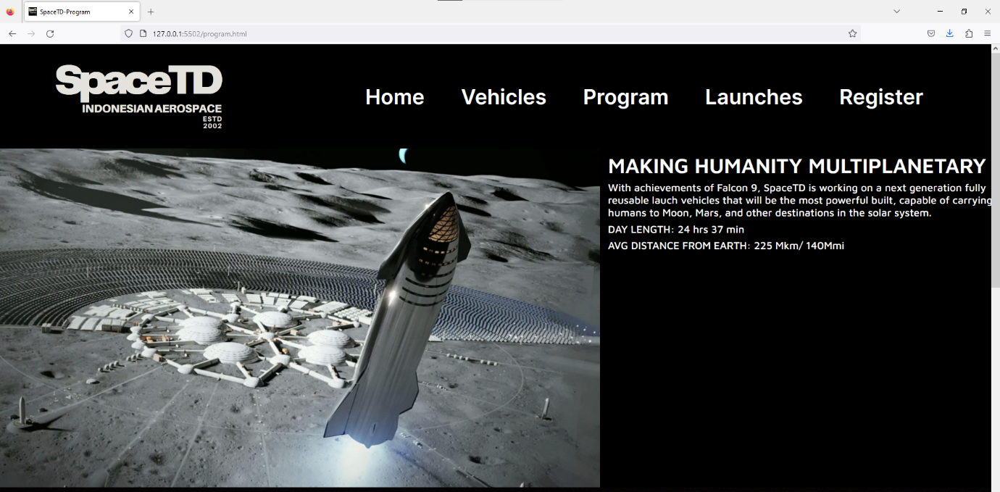 SpaceTD-Program
127.0.0.1:5502/program.html
SpaceTD
INDONESIAN AEROSPACE
ESTD
2002
Home Vehicles Program Launches Register
MAKING HUMANITY MULTIPLANETARY
With achievements of Falcon 9, SpaceTD is working on a next generation fully
reusable lauch vehicles that will be the most powerful built, capable of carrying
humans to Moon, Mars, and other destinations in the solar system.
DAY LENGTH: 24 hrs 37 min
AVG DISTANCE FROM EARTH: 225 Mkm/ 140Mmi